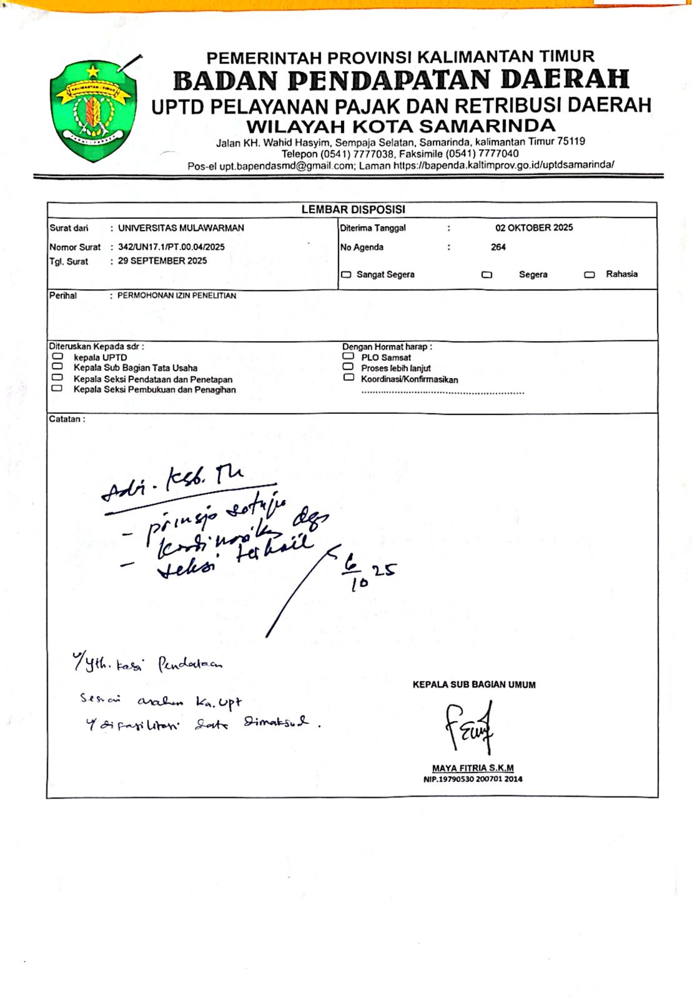 PEMERINTAH PROVINSI KALIMANTAN TIMUR
BADAN PENDAPATAN DAERAH
UPTD PELAYANAN PAJAK DAN RETRIBUSI DAERAH
WILAYAH KOTA SAMARINDA
Jalan KH. Wahid Hasyim, Sempaja Selatan, Samarinda, kalimantan Timur 75119
Telepon (0541) 7777038, Faksimile (0541) 7777040
Pos-el upt.bapendasmd@gmail.com; Laman https://bapenda.kaltimprov.go.id/uptdsamarinda/
KALIMANTAN - TIMUR
LEMBAR DISPOSISI
Surat dari : UNIVERSITAS MULAWARMAN
Nomor Surat : 342/UN17.1/PT.00.04/2025
Tgl. Surat : 29 SEPTEMBER 2025
Diterima Tanggal : 02 OKTOBER 2025
No Agenda : 264
Sangat Segera Segera Rahasia
Perihal : PERMOHONAN IZIN PENELITIAN
Diteruskan Kepada sdr :
kepala UPTD
Kepala Sub Bagian Tata Usaha
Kepala Seksi Pendataan dan Penetapan
Kepala Seksi Pembukuan dan Penagihan
Dengan Hormat harap :
PLO Samsat
Proses lebih lanjut
Koordinasi/Konfirmasikan
Catatan :
Ksb. TU
- prinsip setuju
- kordinasika dgn
seksi terkait
6/10 25
Yth. Kasi Pendataan
Sesuai arahan Ka. Upt
U/ difasilitasi data dimaksud.
KEPALA SUB BAGIAN UMUM
MAYA FITRIA S.K.M
NIP.19790530 200701 2014